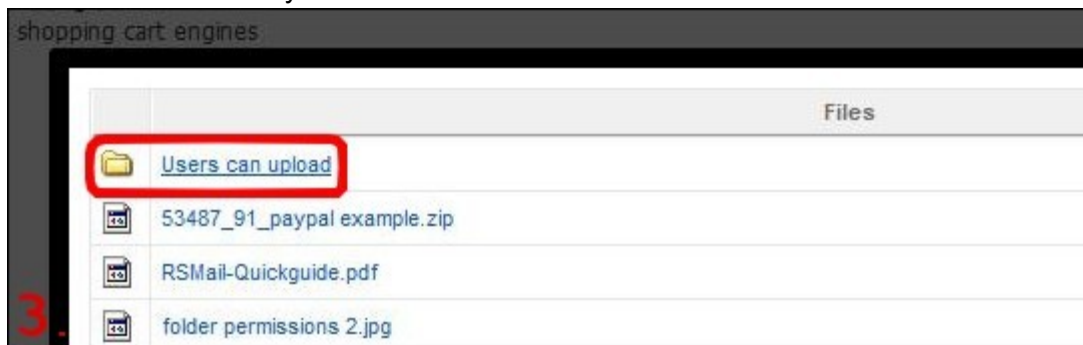 shopping cart engines
Files
Users can upload
53487_91_paypal example.zip
RSMail-Quickguide.pdf
3. folder permissions 2.jpg